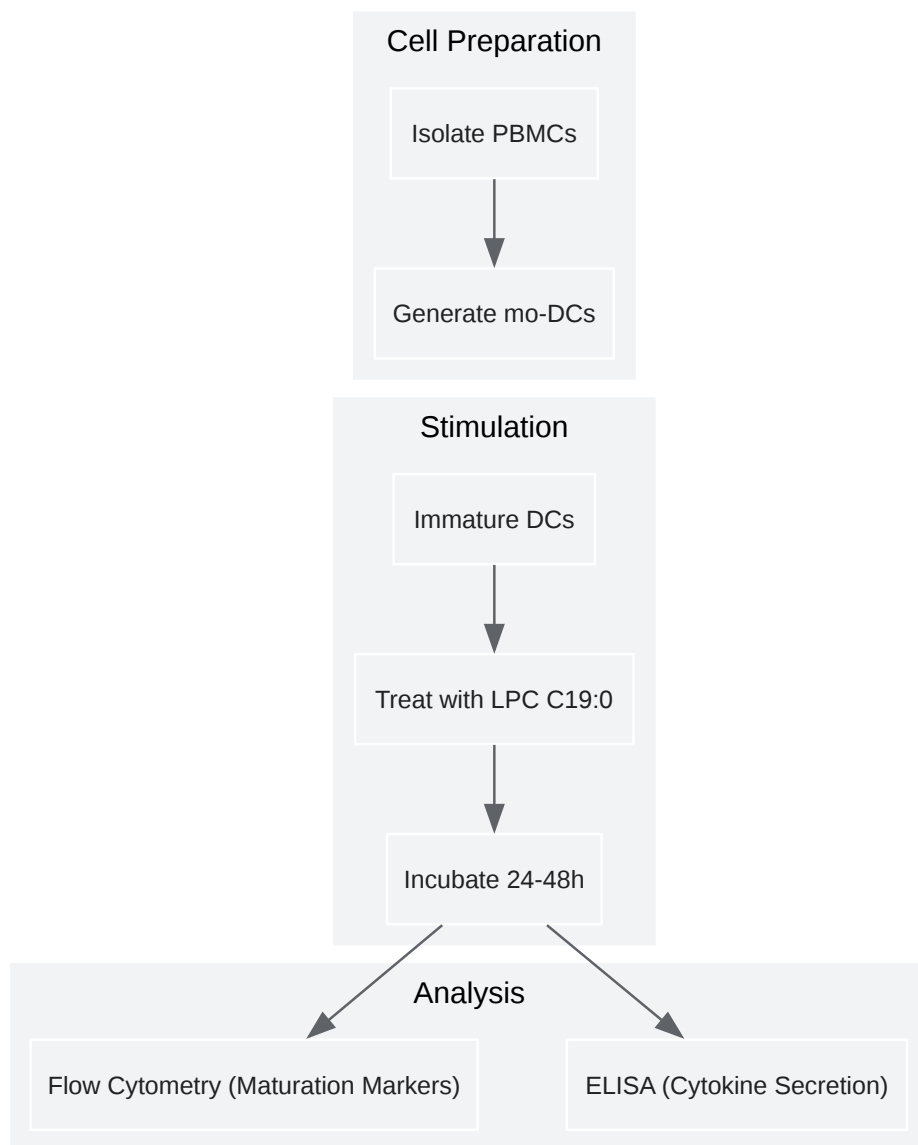 Cell Preparation
Isolate PBMCs
Generate mo-DCs
Stimulation
Immature DCs
Treat with LPC C19:0
Incubate 24-48h
Analysis
Flow Cytometry (Maturation Markers)
ELISA (Cytokine Secretion)